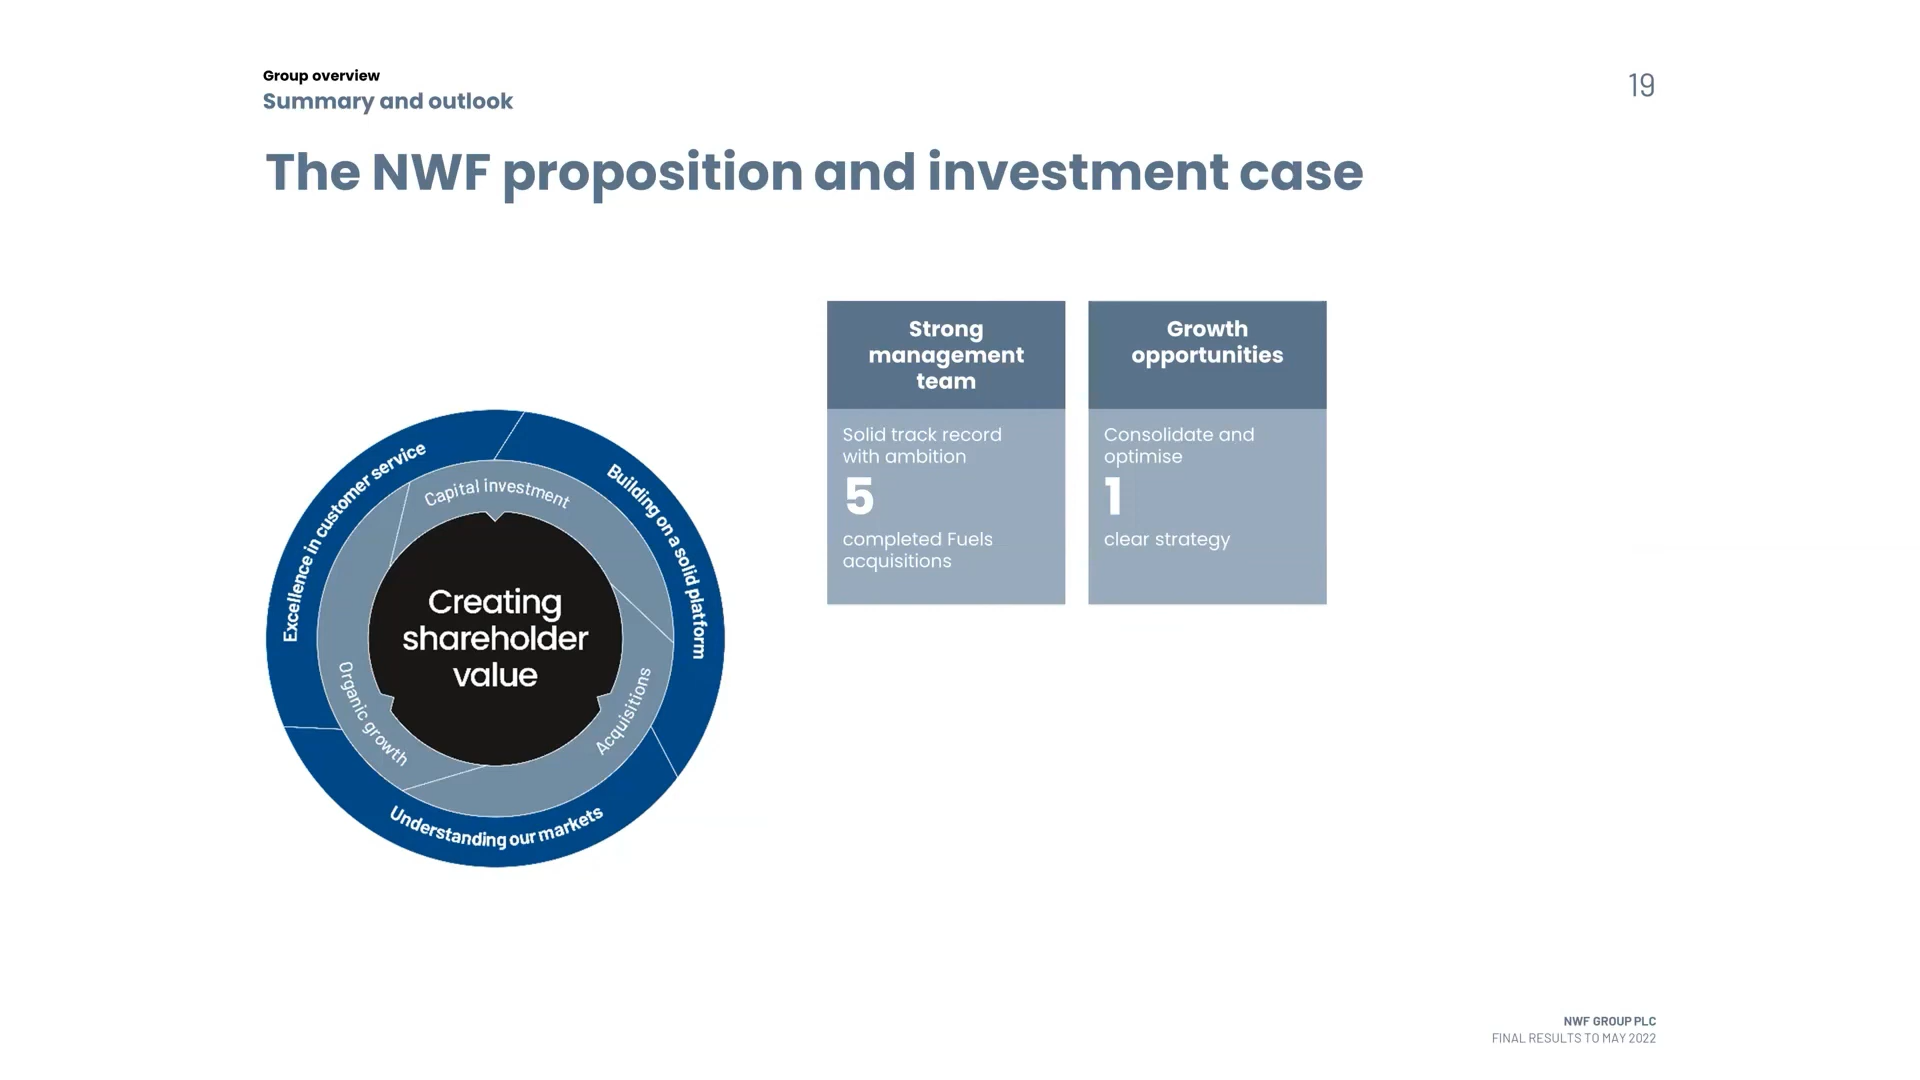 Group overview
Summary and outlook
19
The NWF proposition and investment case
Excellence in customer service
Building on a solid platform
Understanding our markets
Capital investment
Organic growth
Acquisitions
Creating
shareholder
value
Strong
management
team
Solid track record
with ambition
5
completed Fuels
acquisitions
Growth
opportunities
Consolidate and
optimise
1
clear strategy
NWF GROUP PLC
FINAL RESULTS TO MAY 2022